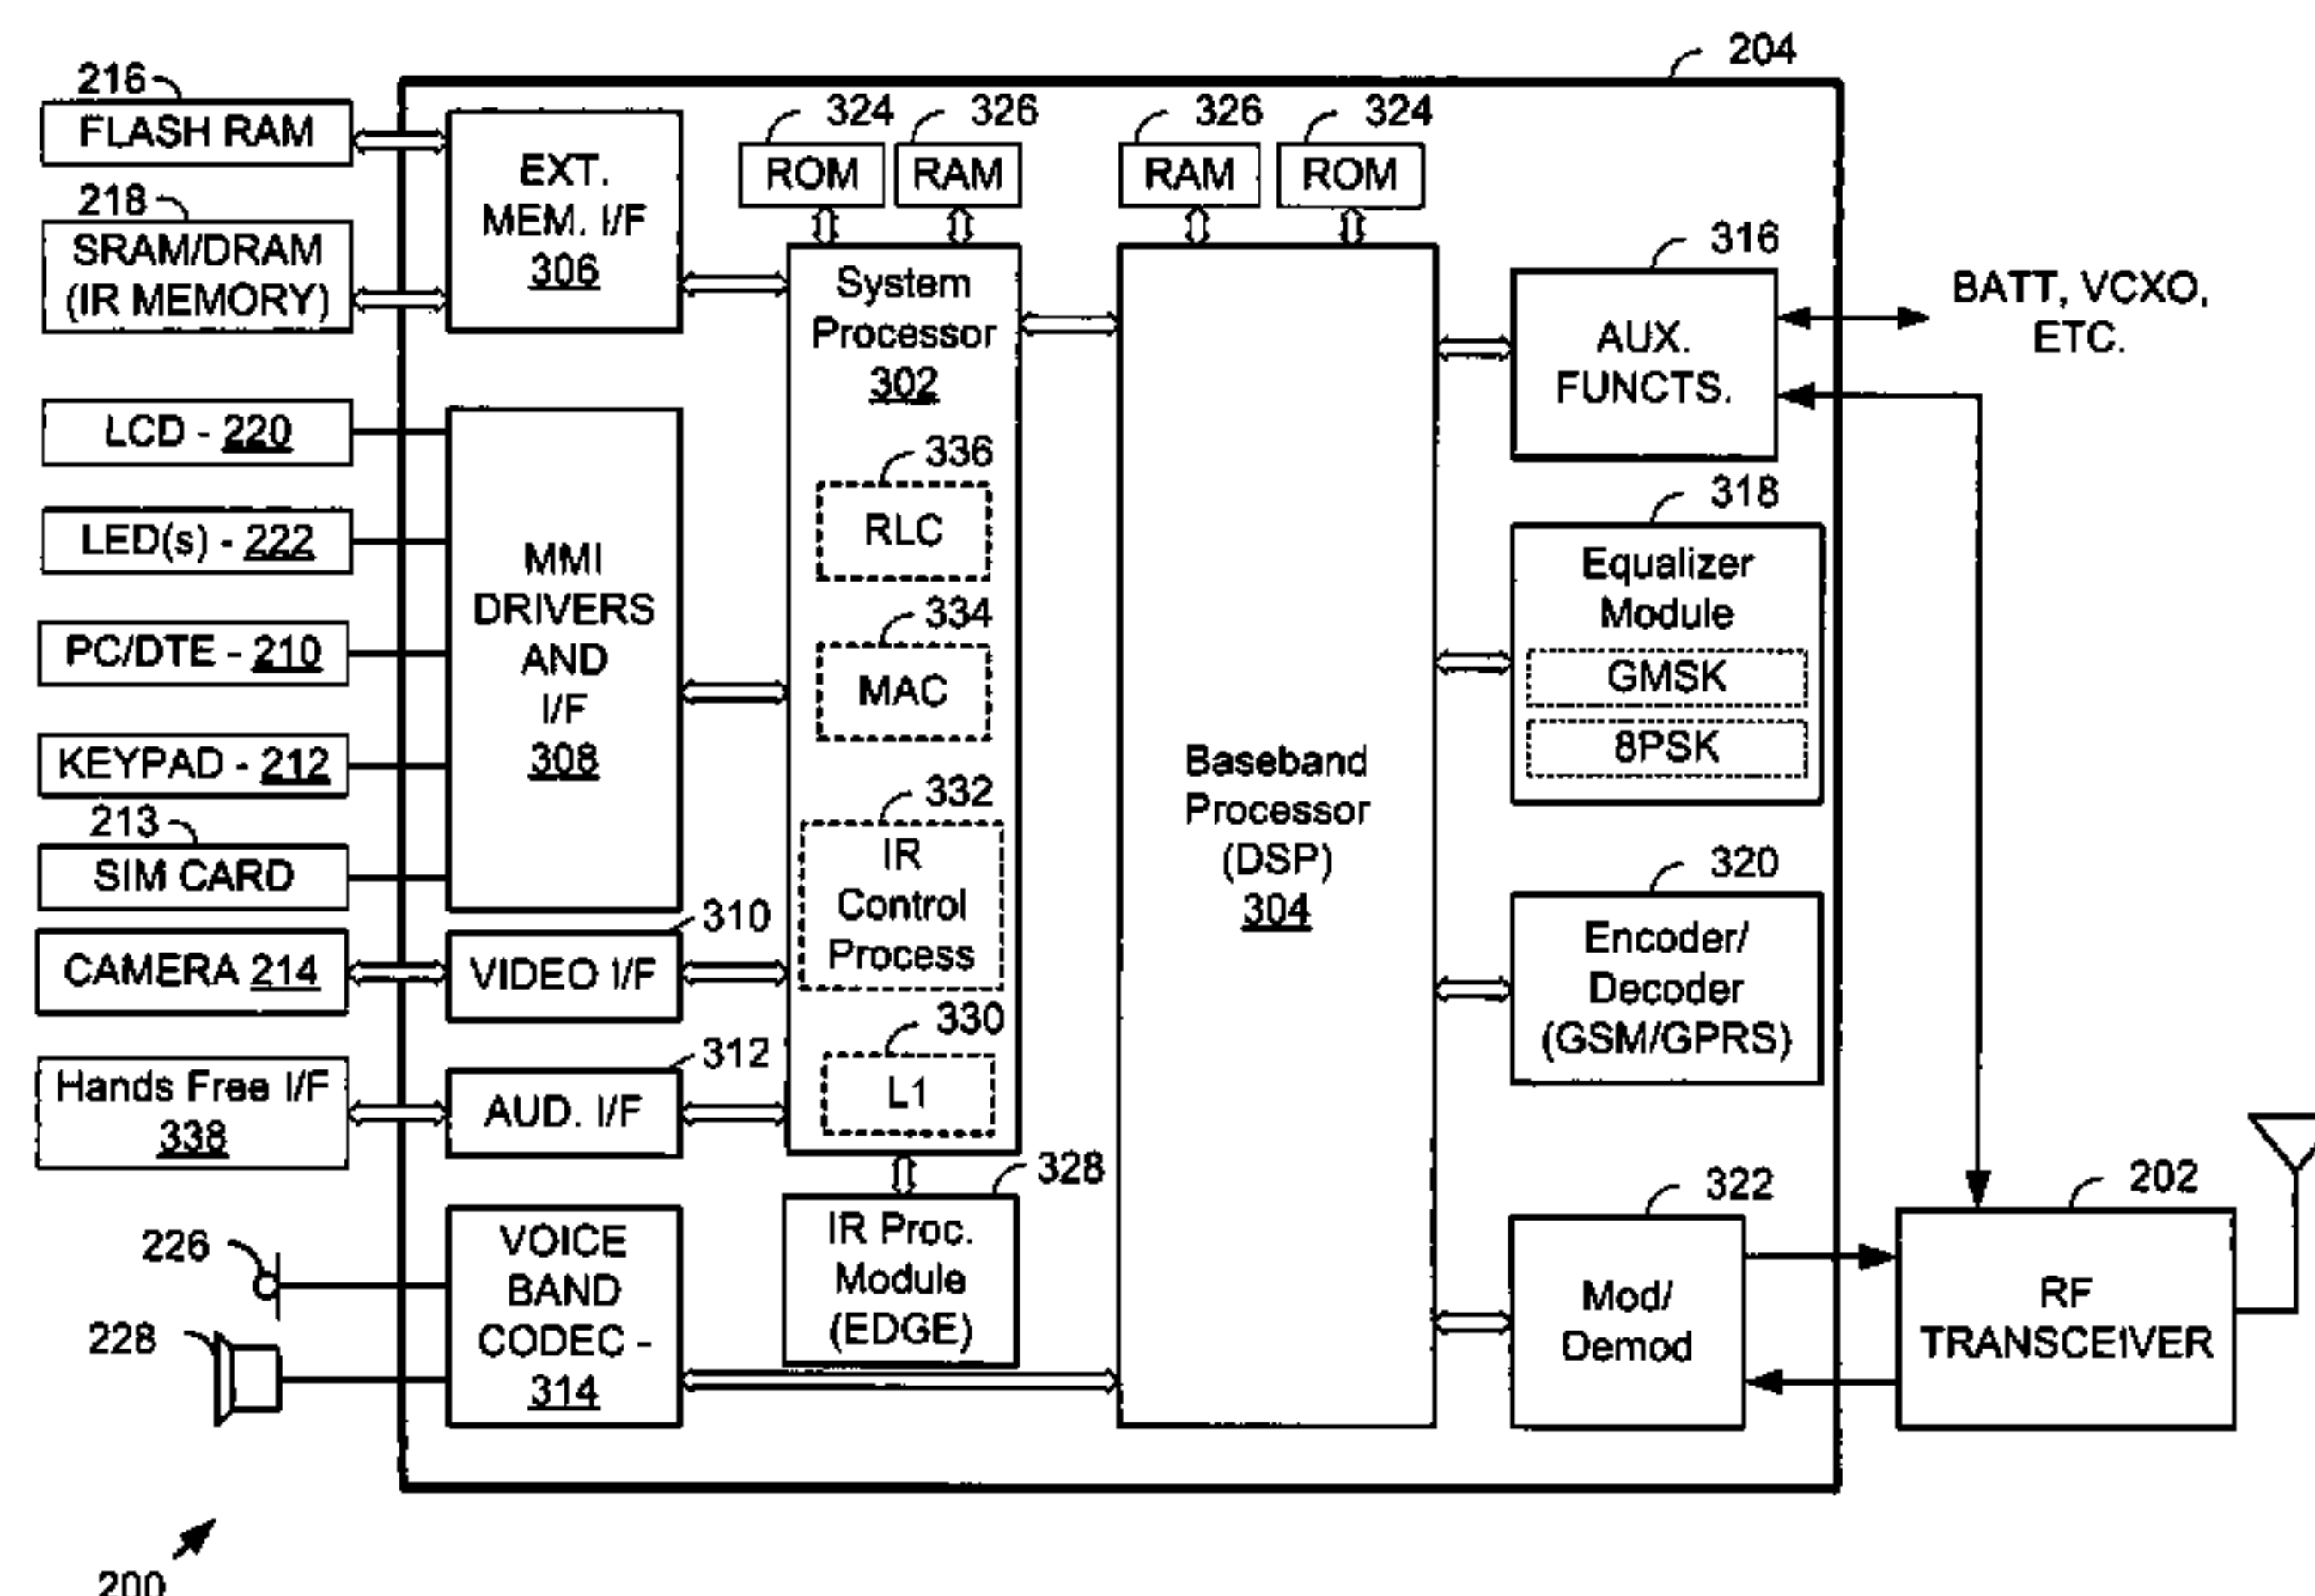 204
216
FLASH RAM
218
SRAM/DRAM
(IR MEMORY)
LCD - 220
LED(s) - 222
PC/DTE - 210
KEYPAD - 212
213
SIM CARD
CAMERA 214
Hands Free I/F
338
226
228
EXT.
MEM. I/F
306
MMI
DRIVERS
AND
I/F
308
310
VIDEO I/F
312
AUD. I/F
VOICE
BAND
CODEC -
314
324
ROM
326
RAM
System
Processor
302
336
RLC
334
MAC
332
IR
Control
Process
330
L1
328
IR Proc.
Module
(EDGE)
326
RAM
324
ROM
Baseband
Processor
(DSP)
304
316
AUX.
FUNCTS.
BATT, VCXO,
ETC.
318
Equalizer
Module
GMSK
8PSK
320
Encoder/
Decoder
(GSM/GPRS)
322
Mod/
Demod
202
RF
TRANSCEIVER
200